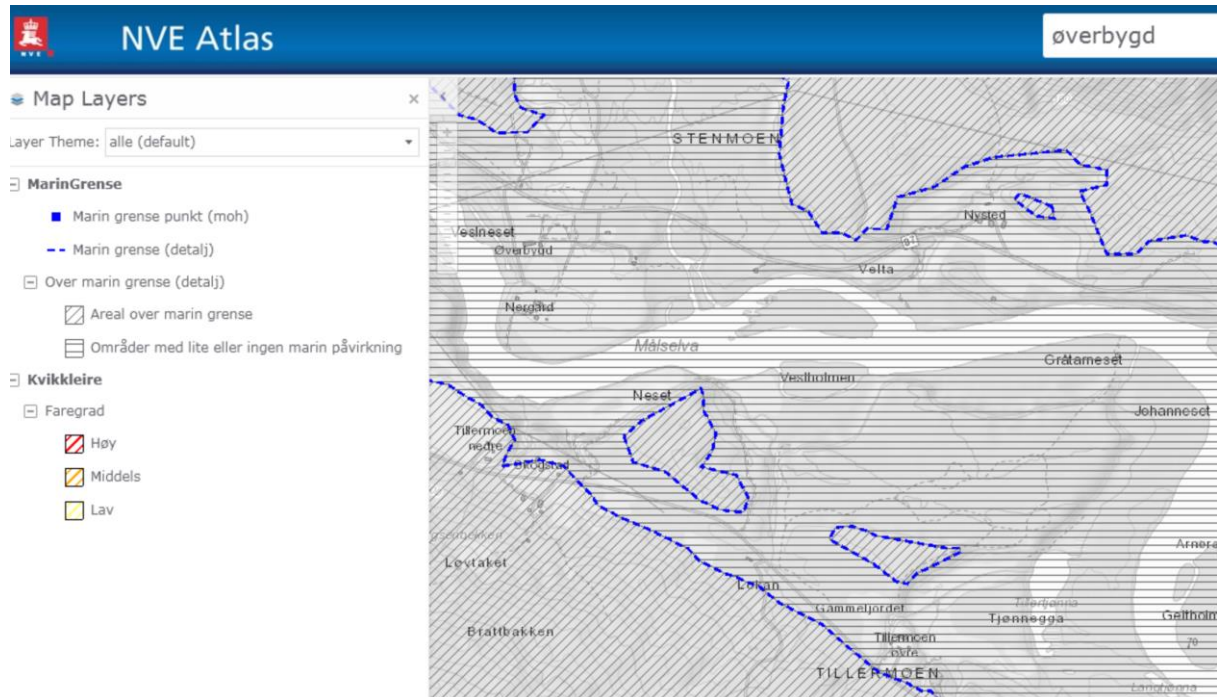 NVE
NVE Atlas
øverbygd
Map Layers
×
Layer Theme: alle (default)
MarinGrense
Marin grense punkt (moh)
Marin grense (detalj)
Over marin grense (detalj)
Areal over marin grense
Områder med lite eller ingen marin påvirkning
Kvikkleire
Faregrad
Høy
Middels
Lav
STENMOEN
Nysted
Veslneset
Øverbygd
87
Velta
Nergård
Målselva
Gråtarneset
Veslholmen
Neset
Johanneset
Tillermoen
nedre
Skogstad
Løvtaket
Løkan
Gammeljordet
Tjønnegga
Brattbakken
Tillermoen
øvre
70
TILLERMOEN